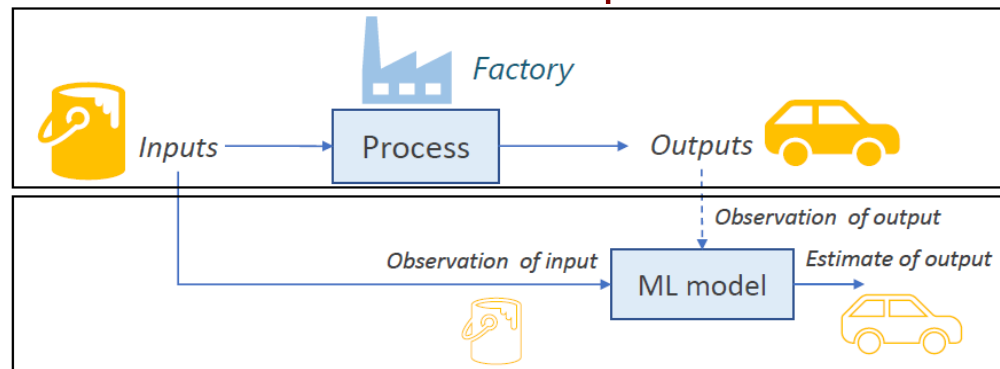 Factory
Inputs
Process
Outputs
Observation of output
Observation of input
ML model
Estimate of output